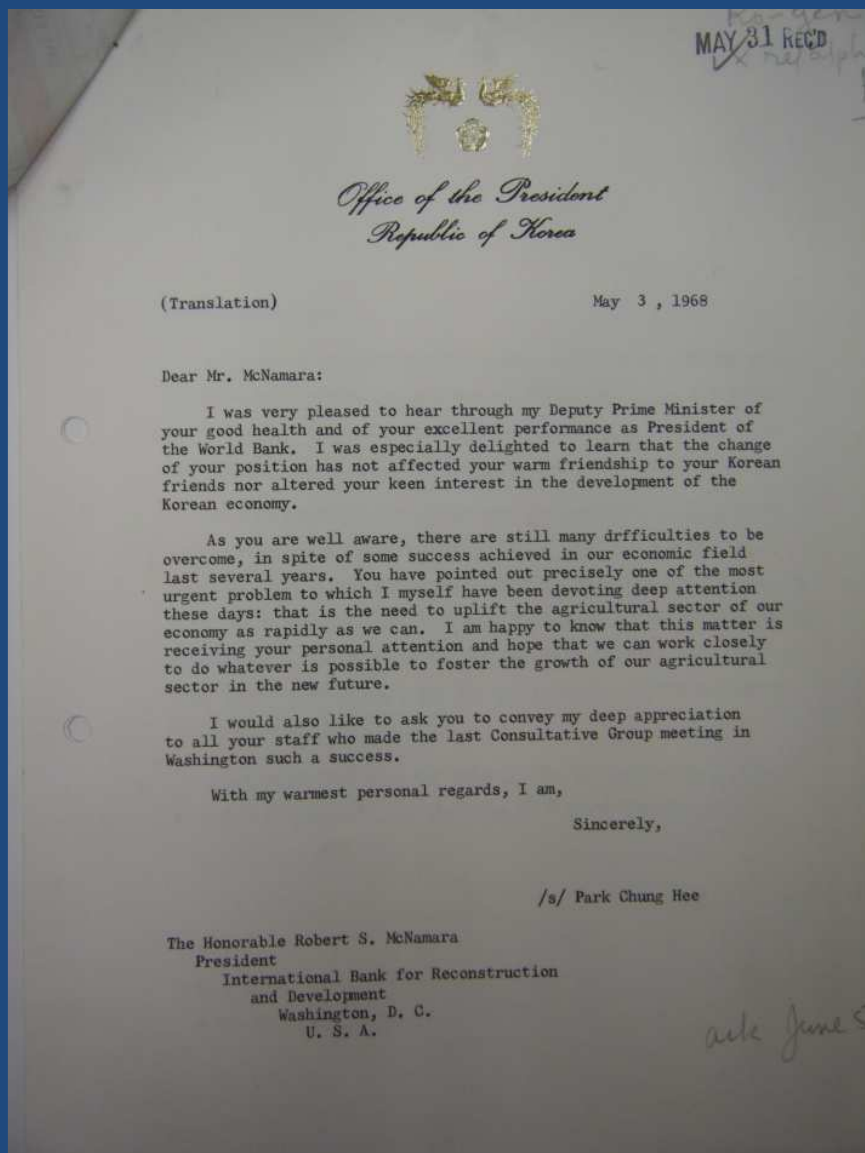 MAY 31 REC'D
Office of the President
Republic of Korea
(Translation)
May 3 , 1968
Dear Mr. McNamara:
I was very pleased to hear through my Deputy Prime Minister of
your good health and of your excellent performance as President of
the World Bank. I was especially delighted to learn that the change
of your position has not affected your warm friendship to your Korean
friends nor altered your keen interest in the development of the
Korean economy.
As you are well aware, there are still many drfficulties to be
overcome, in spite of some success achieved in our economic field
last several years. You have pointed out precisely one of the most
urgent problem to which I myself have been devoting deep attention
these days: that is the need to uplift the agricultural sector of our
economy as rapidly as we can. I am happy to know that this matter is
receiving your personal attention and hope that we can work closely
to do whatever is possible to foster the growth of our agricultural
sector in the new future.
I would also like to ask you to convey my deep appreciation
to all your staff who made the last Consultative Group meeting in
Washington such a success.
With my warmest personal regards, I am,
Sincerely,
/s/ Park Chung Hee
The Honorable Robert S. McNamara
President
International Bank for Reconstruction
and Development
Washington, D. C.
U. S. A.
ask June